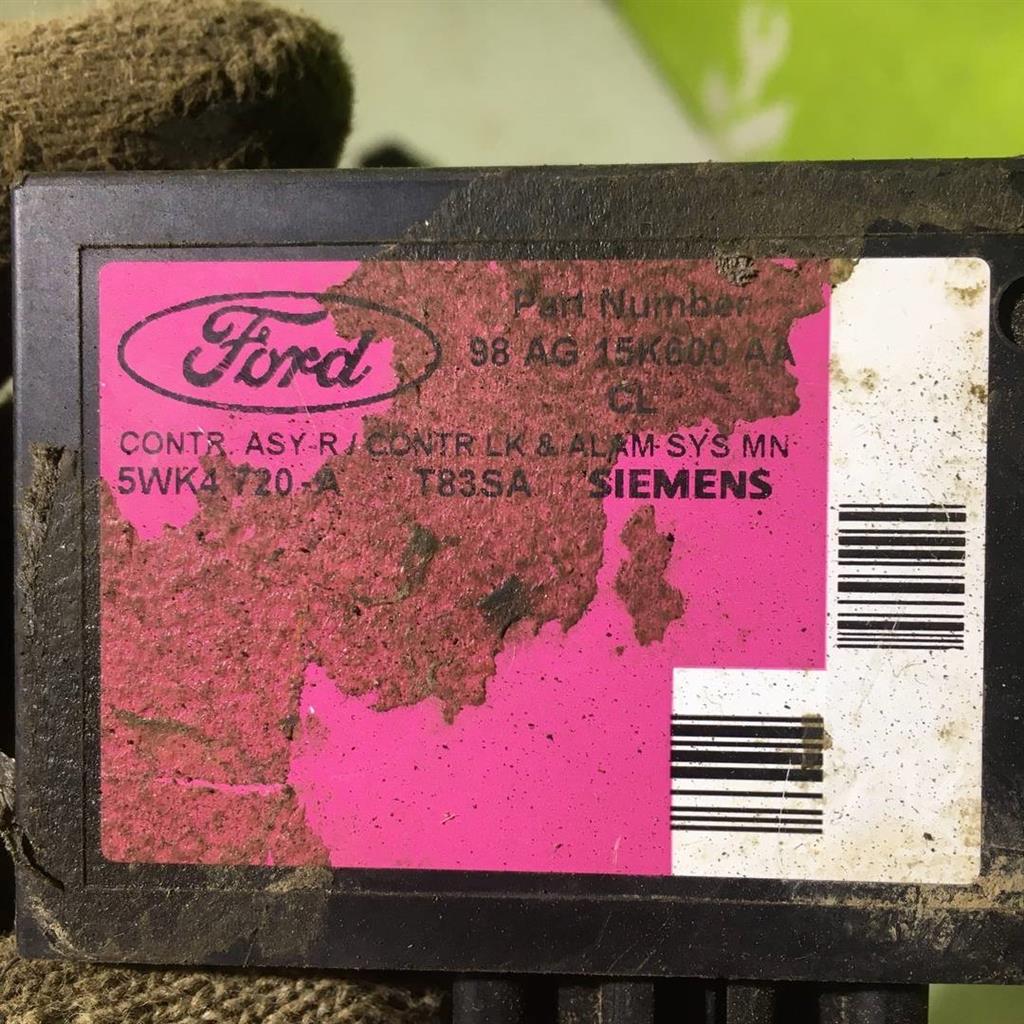 Ford
Part Number
98 AG 15K600 AA
CL
CONTR. ASY-R / CONTR LK & ALAM SYS MN
5WK4 720-A T83SA SIEMENS